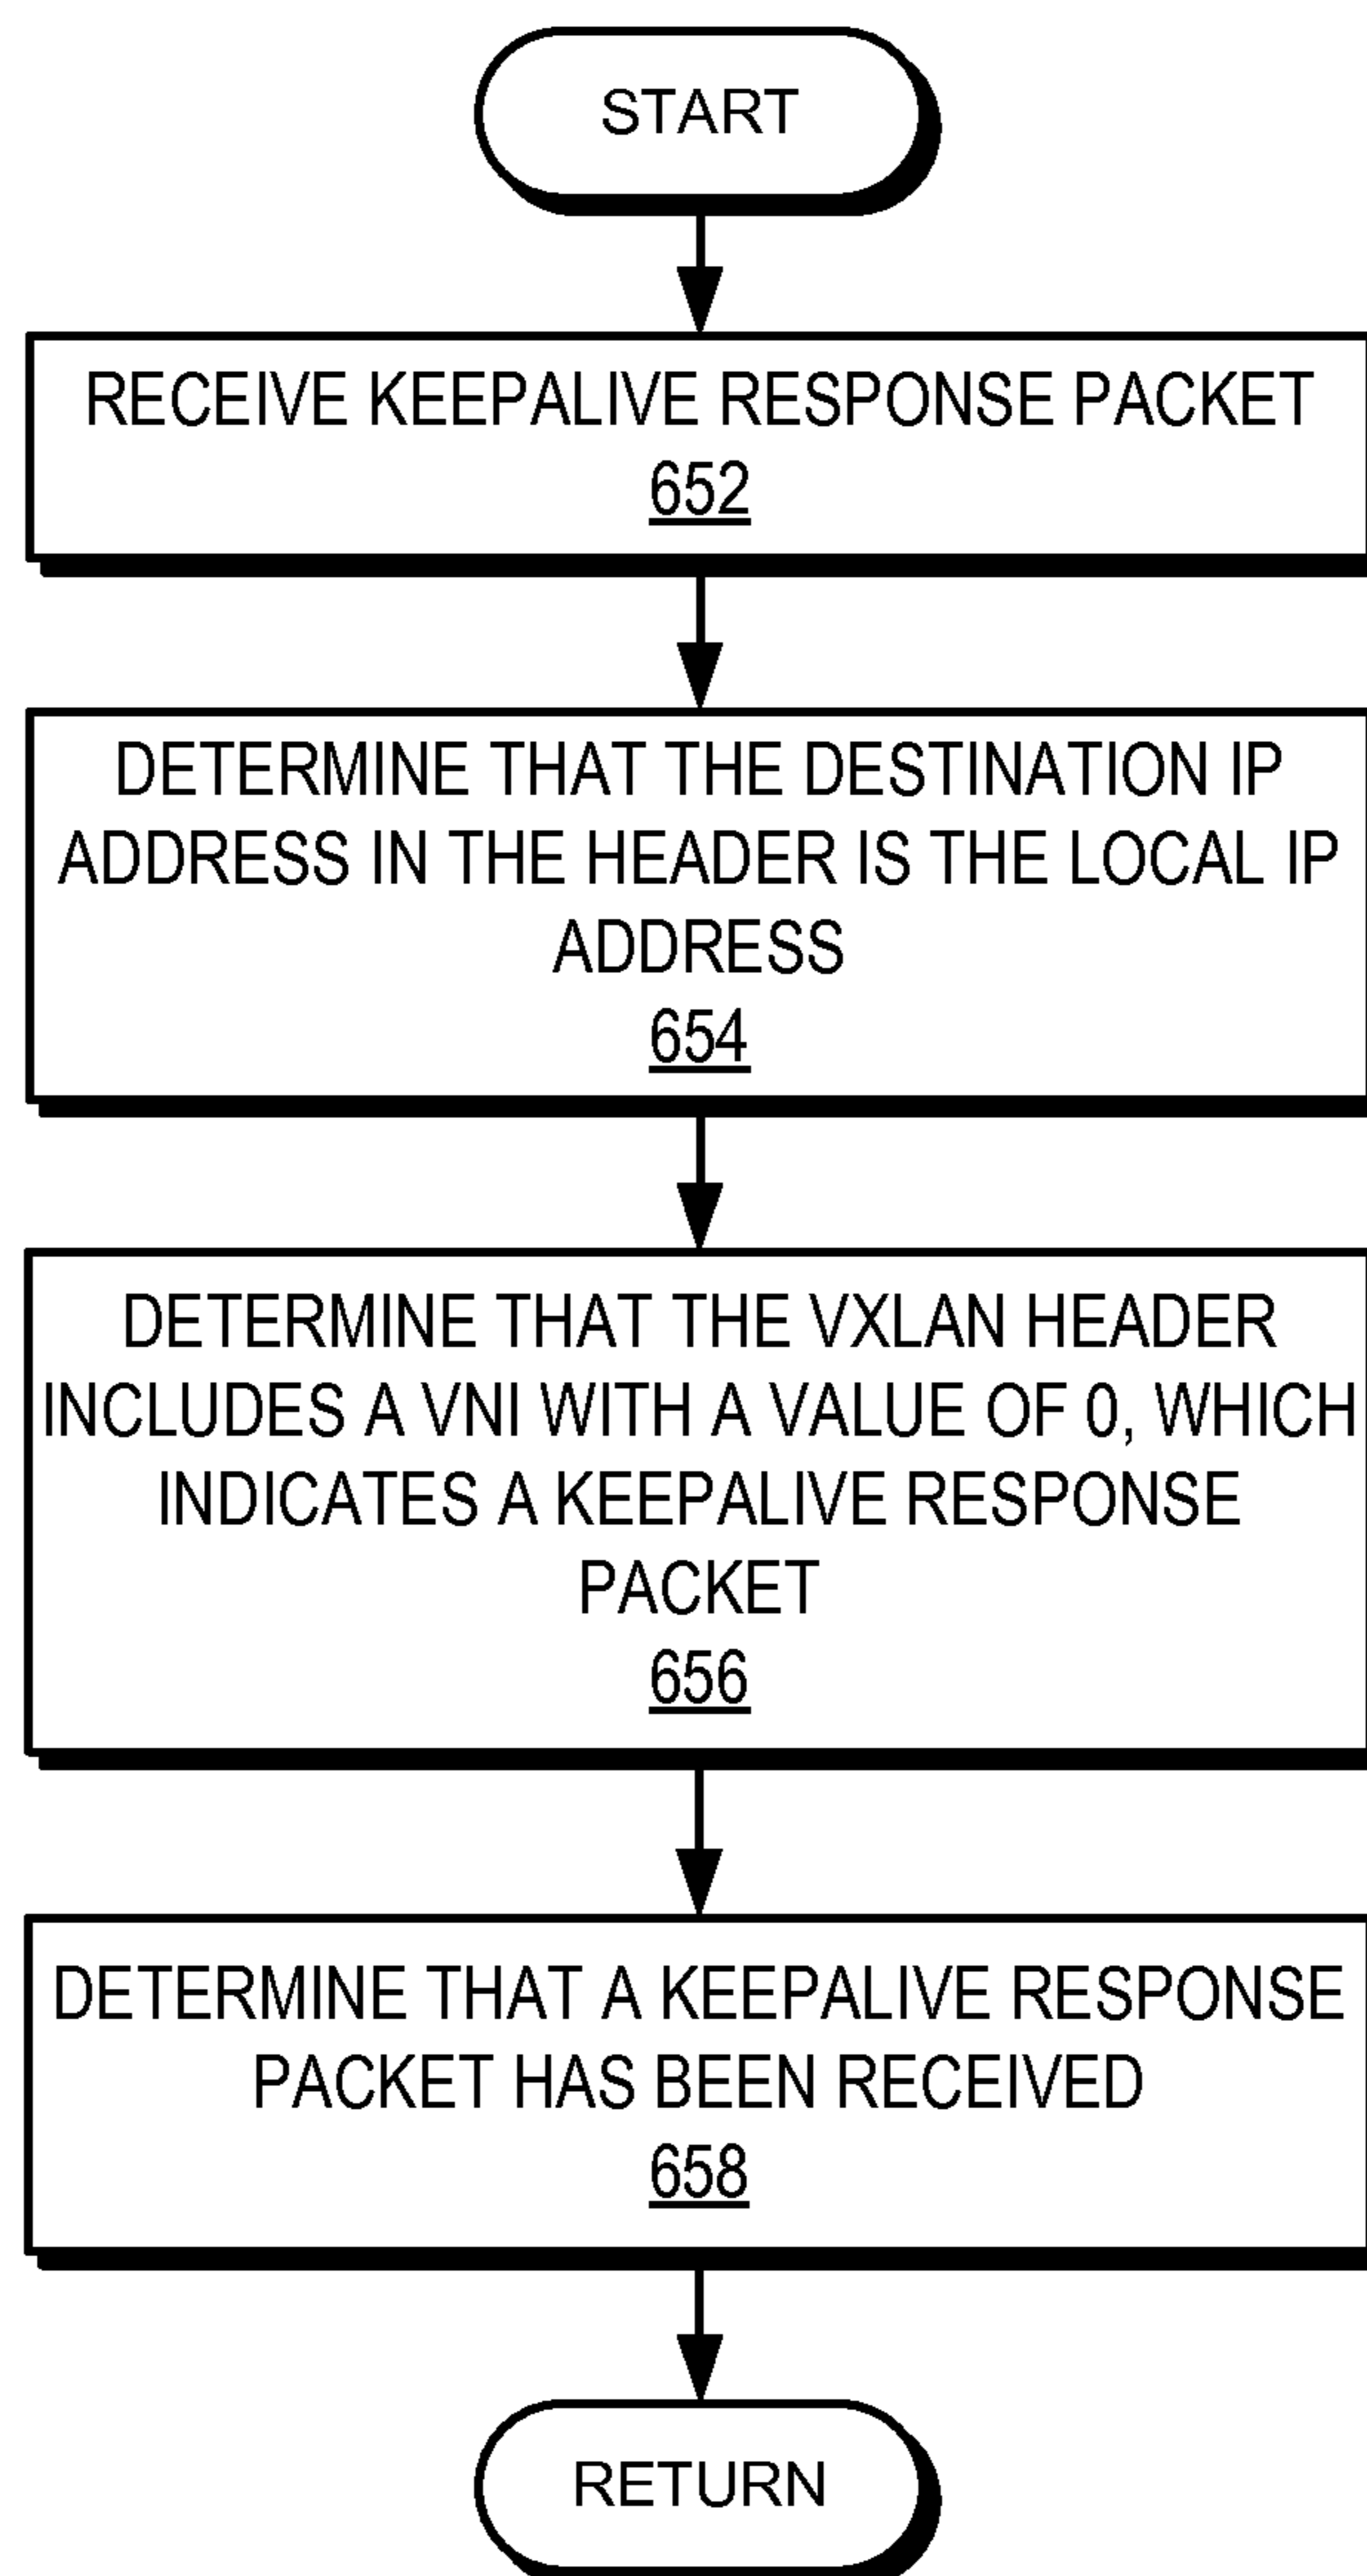 START
RECEIVE KEEPALIVE RESPONSE PACKET
652
DETERMINE THAT THE DESTINATION IP
ADDRESS IN THE HEADER IS THE LOCAL IP
ADDRESS
654
DETERMINE THAT THE VXLAN HEADER
INCLUDES A VNI WITH A VALUE OF 0, WHICH
INDICATES A KEEPALIVE RESPONSE
PACKET
656
DETERMINE THAT A KEEPALIVE RESPONSE
PACKET HAS BEEN RECEIVED
658
RETURN